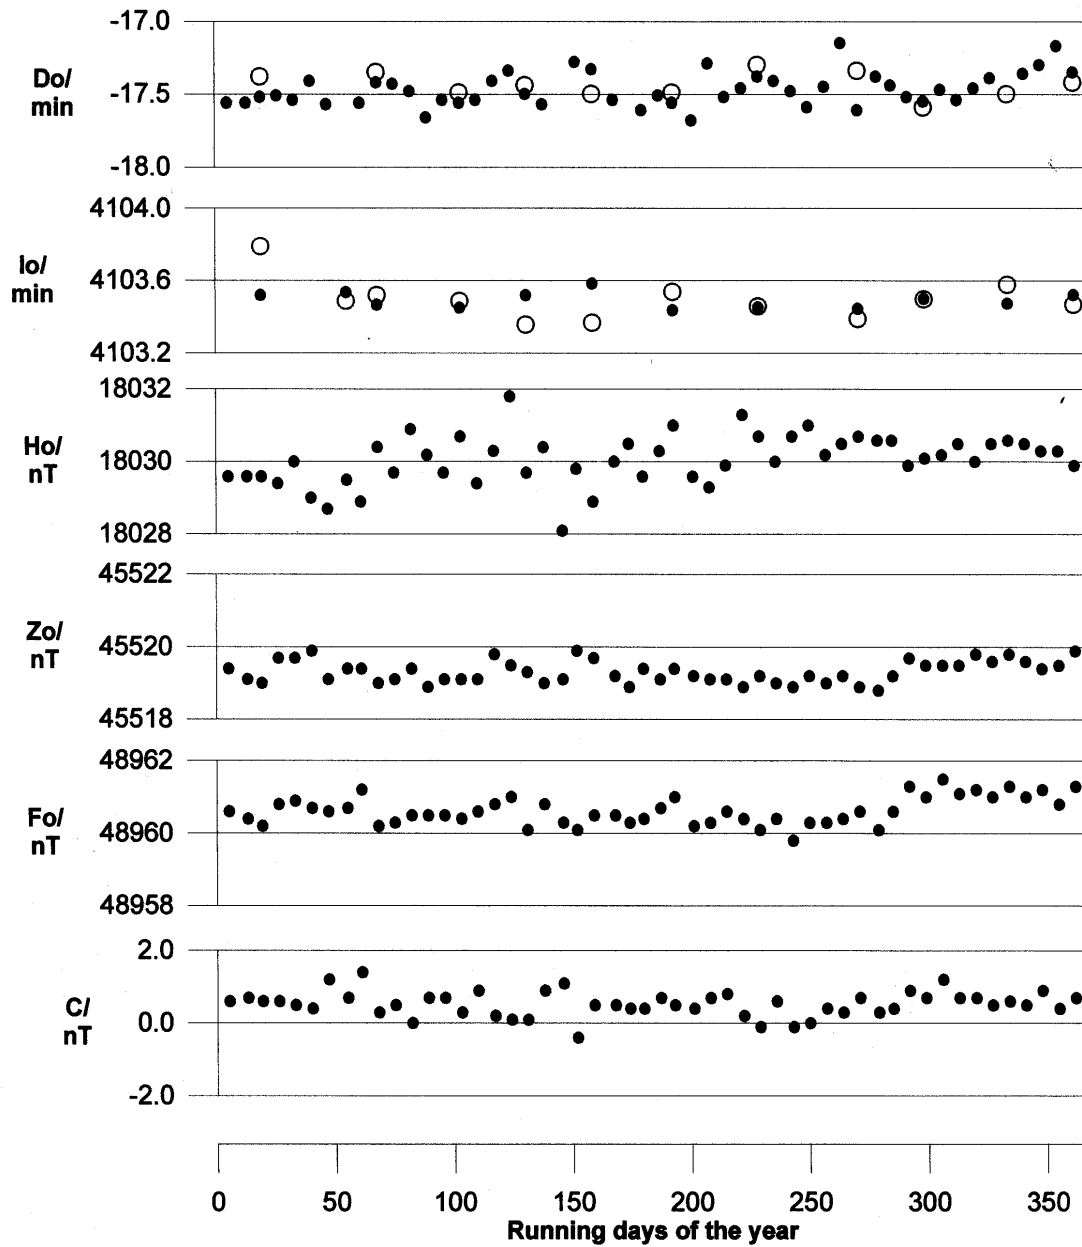 -17.0
Do/
min
-17.5
-18.0
4104.0
Io/
min
4103.6
4103.2
18032
Ho/
nT
18030
18028
45522
Zo/
nT
45520
45518
48962
Fo/
nT
48960
48958
2.0
C/
nT
0.0
-2.0
0 50 100 150 200 250 300 350
Running days of the year